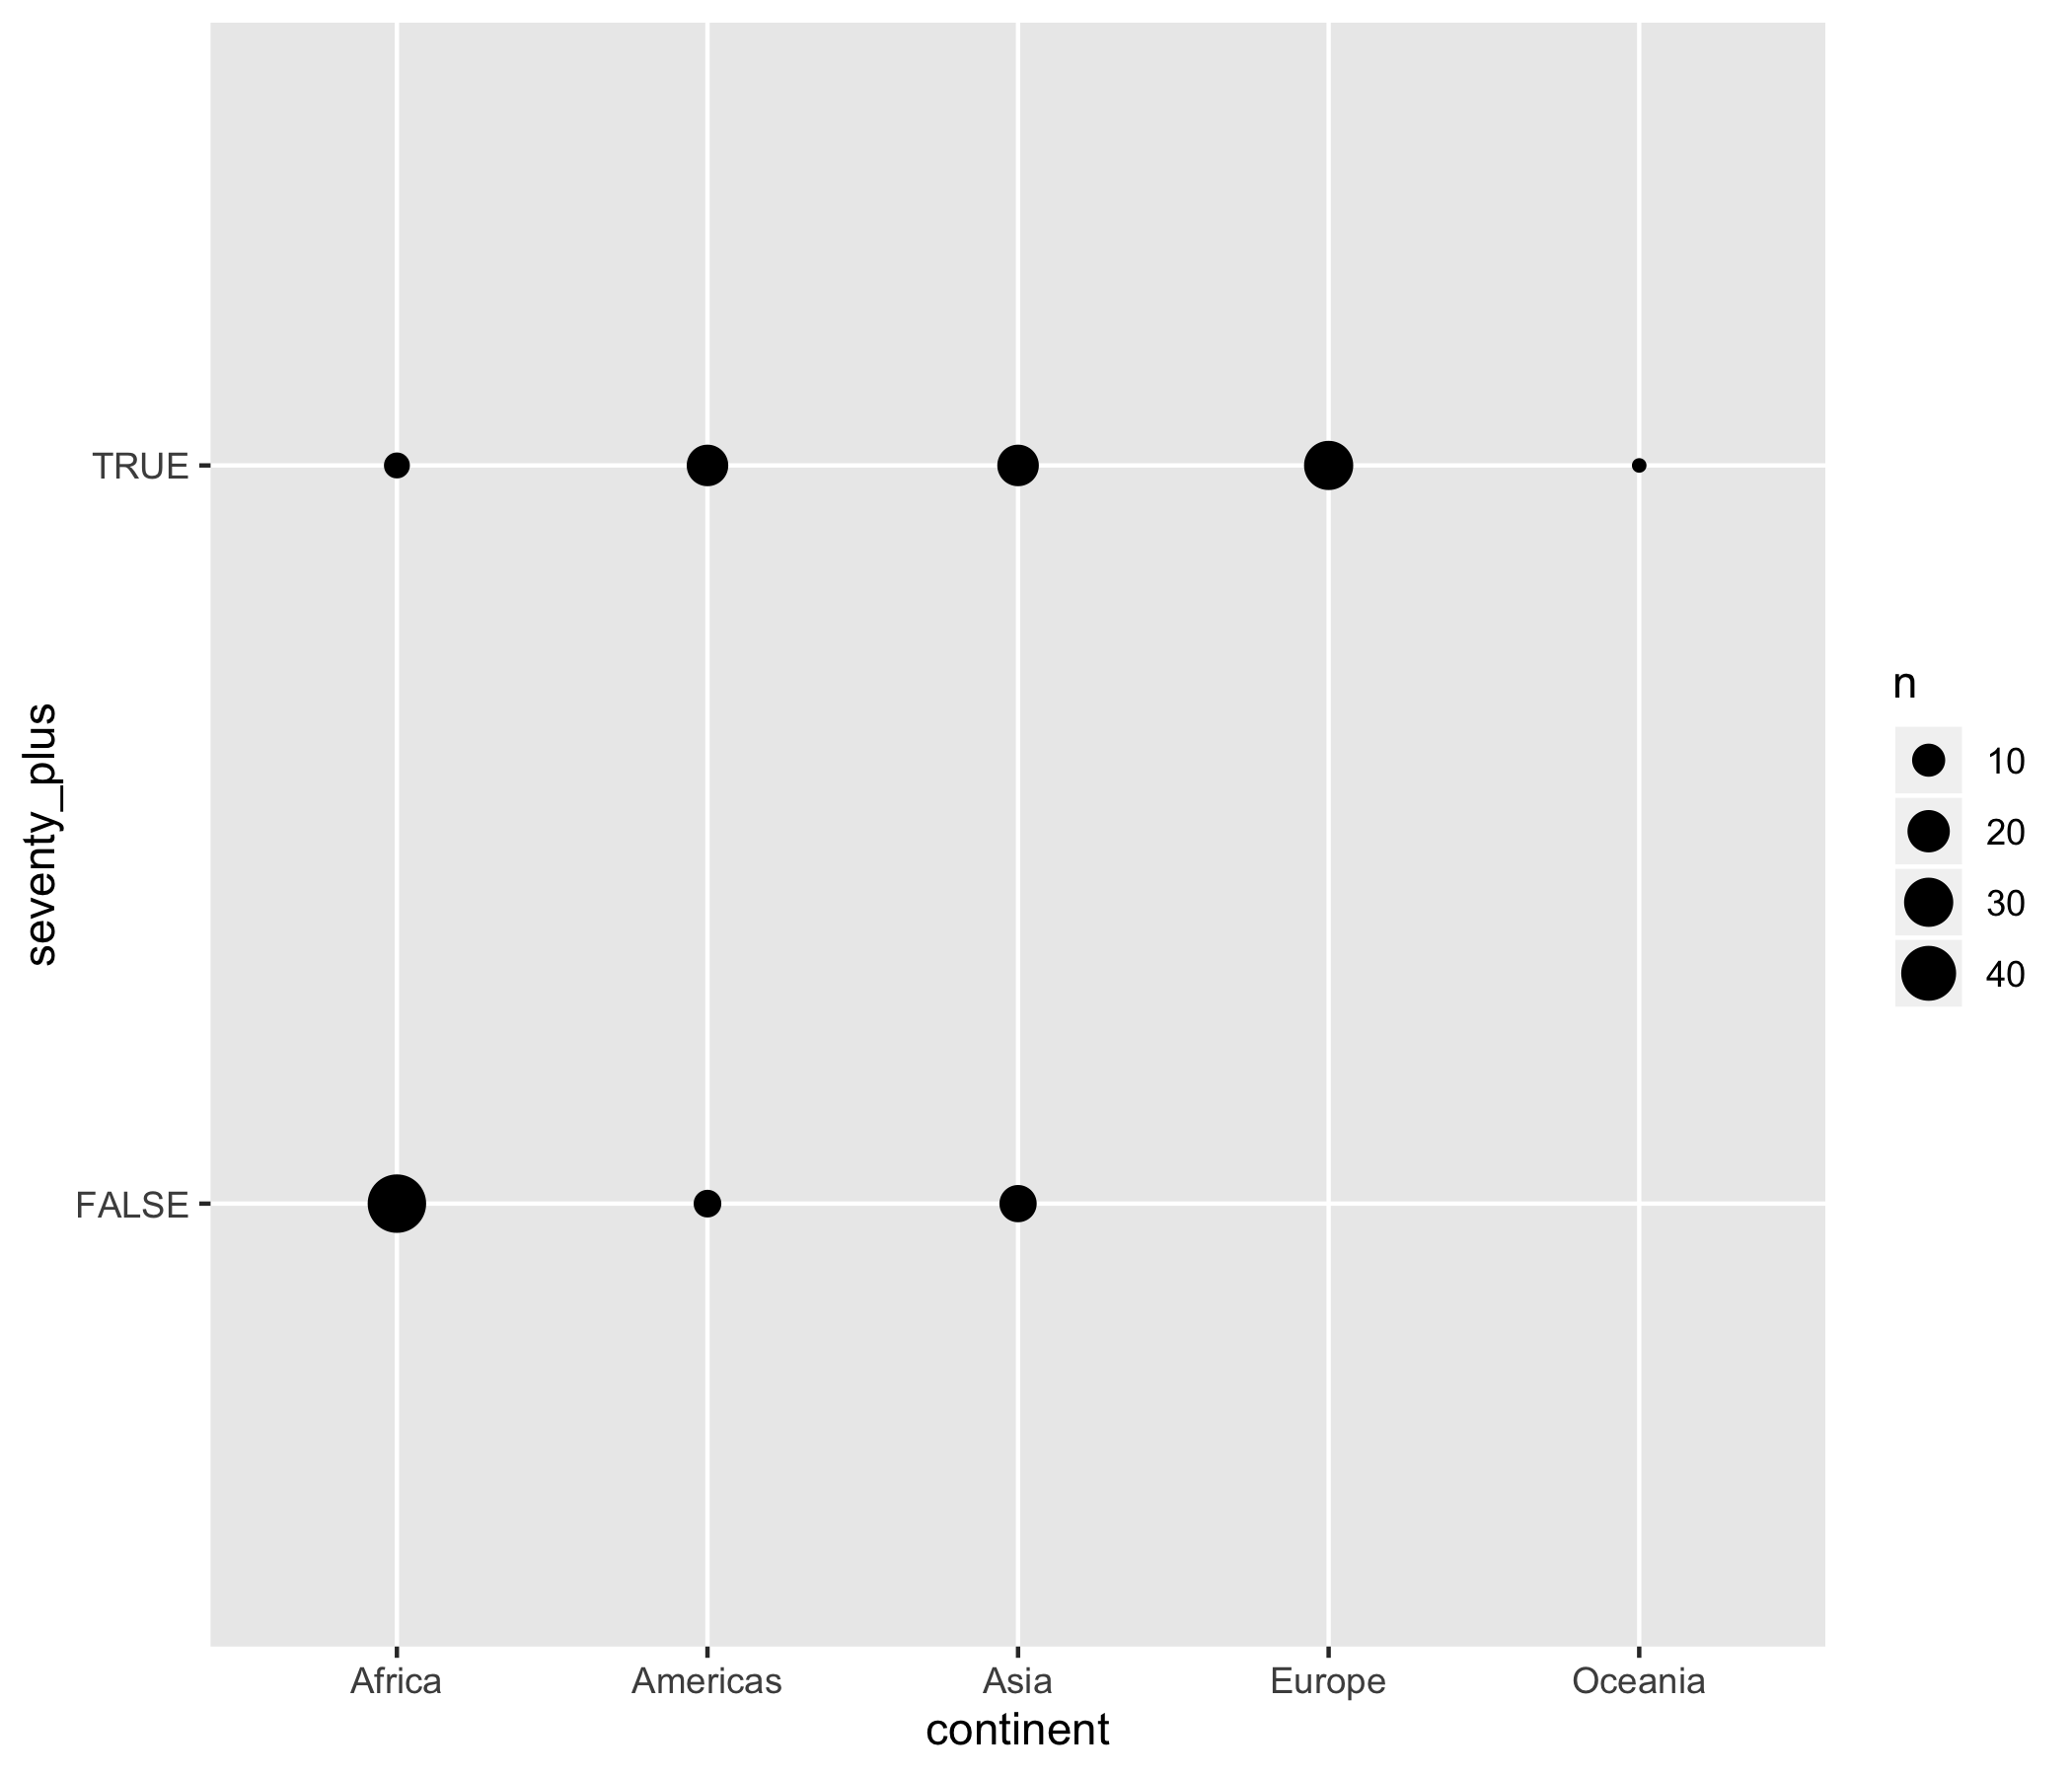 seventy_plus
TRUE
FALSE
Africa
Americas
Asia
Europe
Oceania
continent
n
10
20
30
40